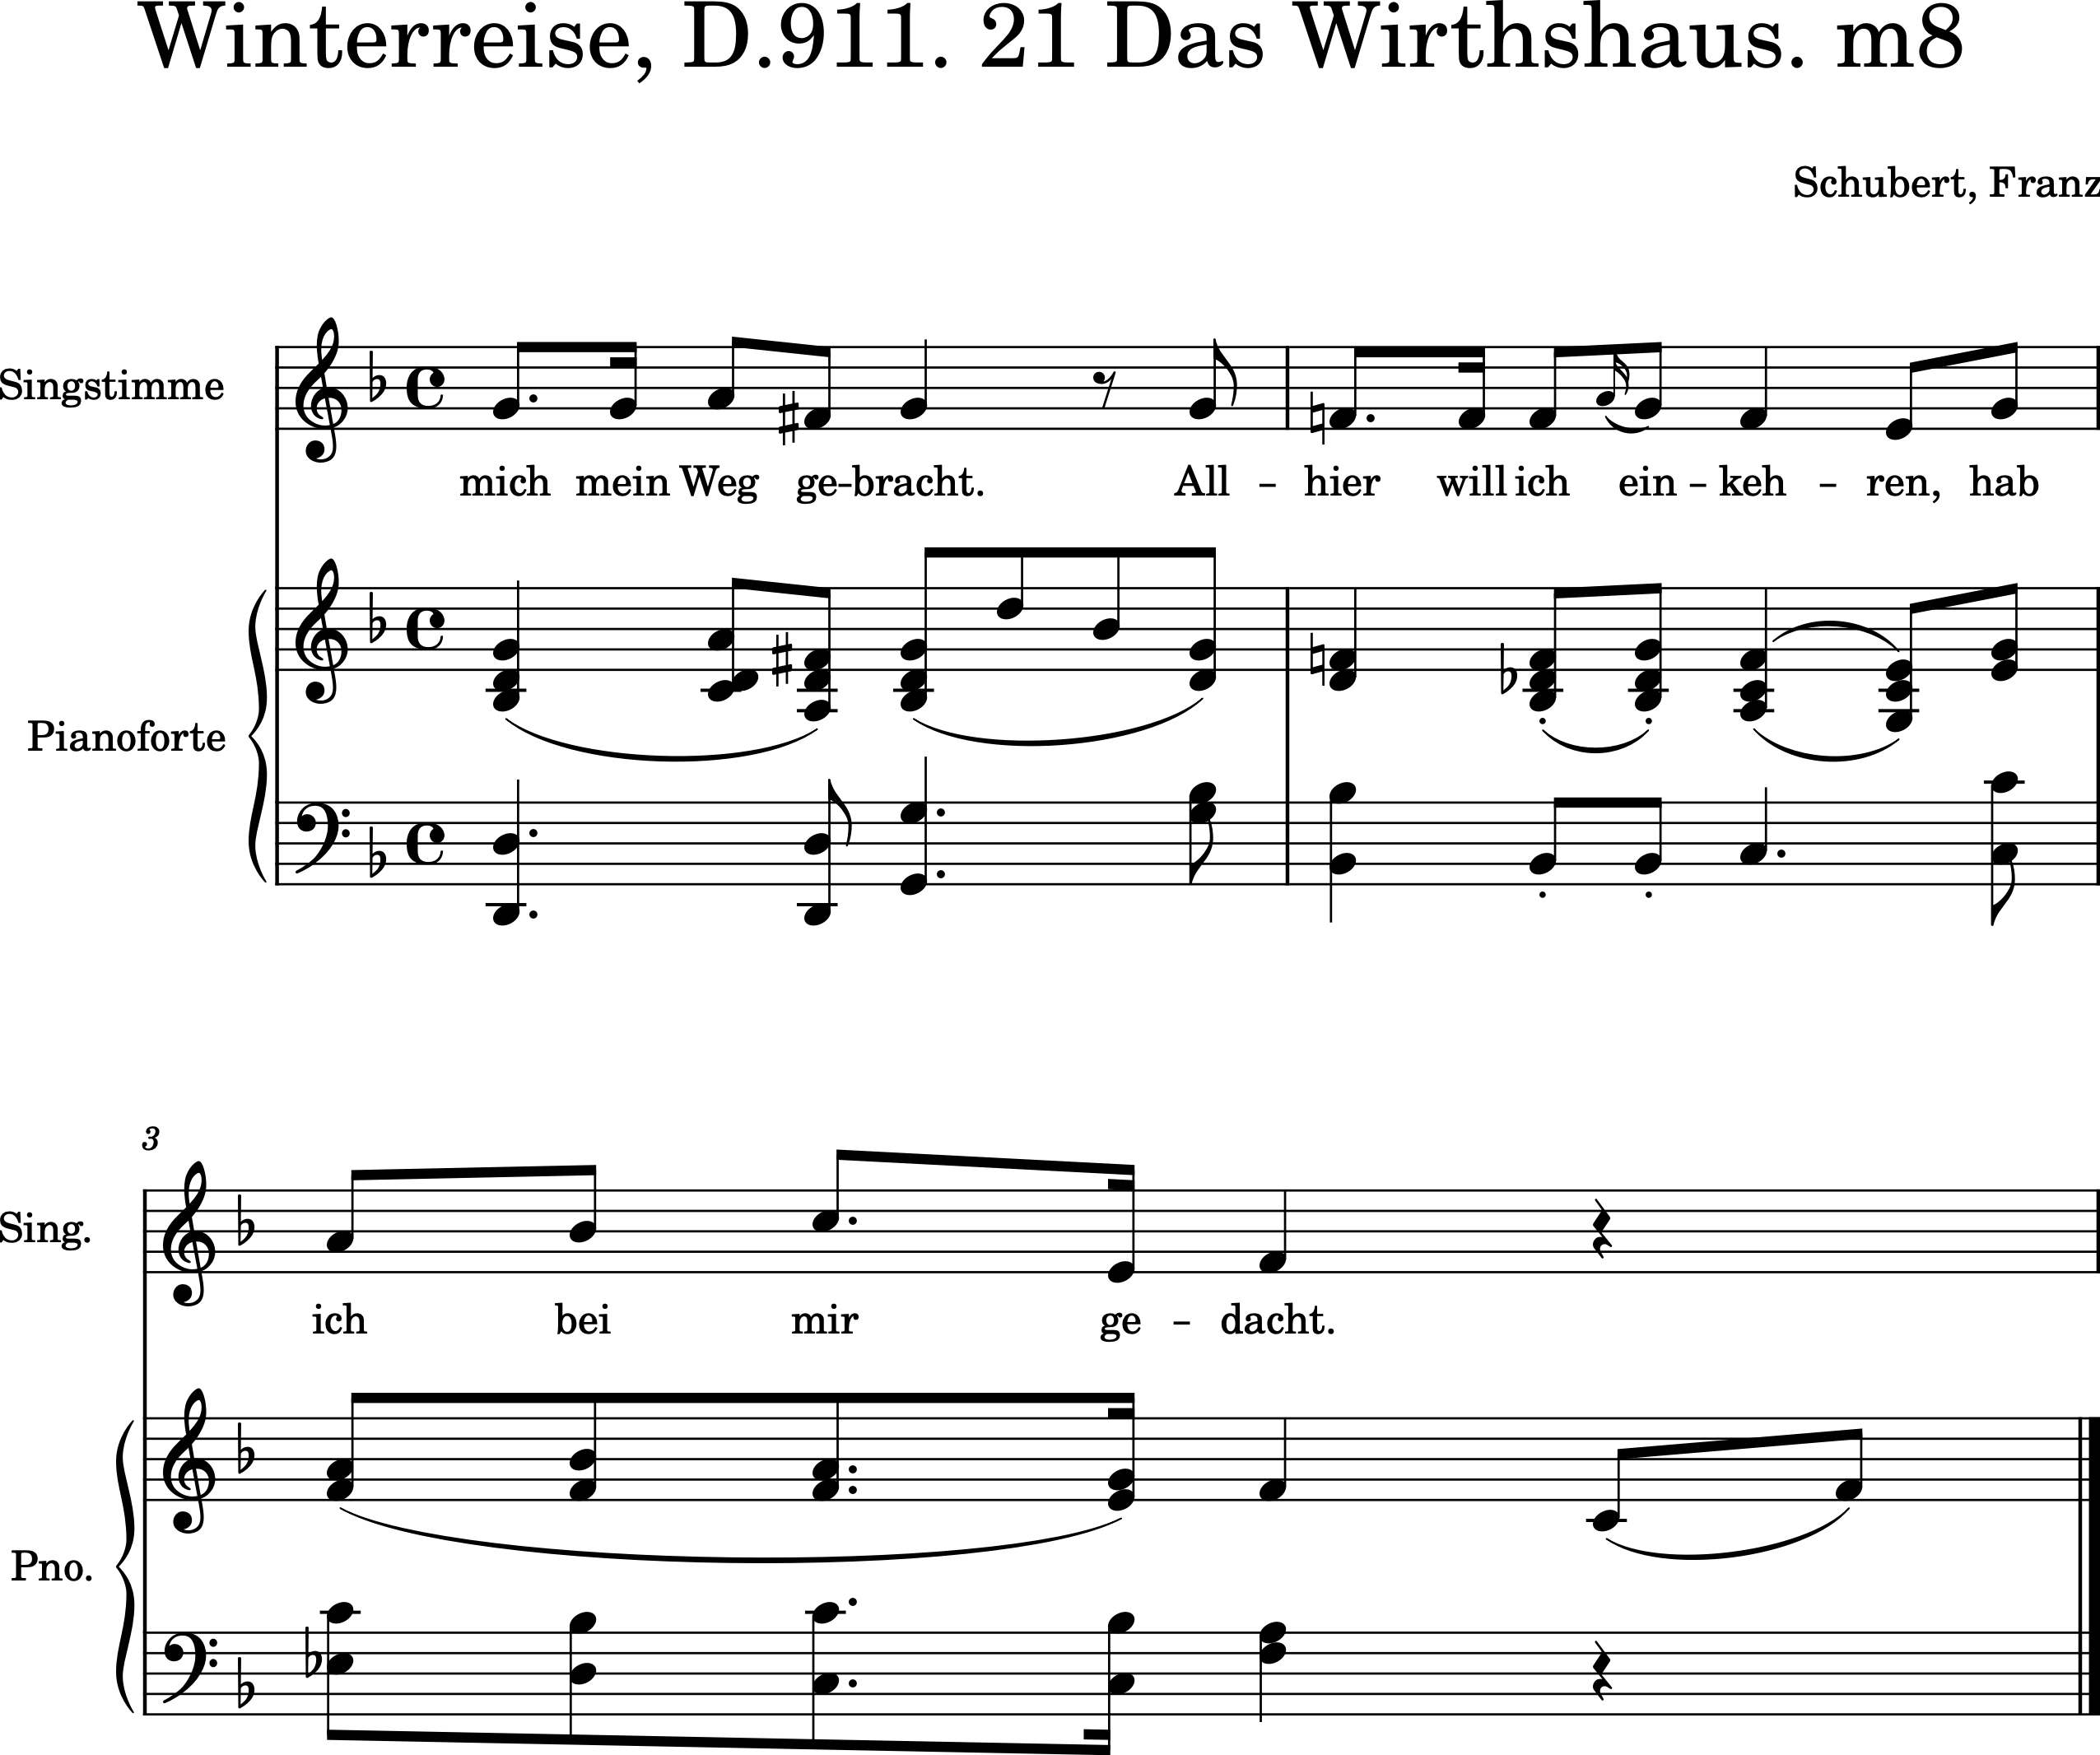 Winterreise, D.911. 21 Das Wirthshaus. m8
Schubert, Franz
Singstimme
mich mein Weg ge-bracht. All - hier will ich ein - keh - ren, hab
Pianoforte
3
Sing.
ich bei mir ge - dacht.
Pno.